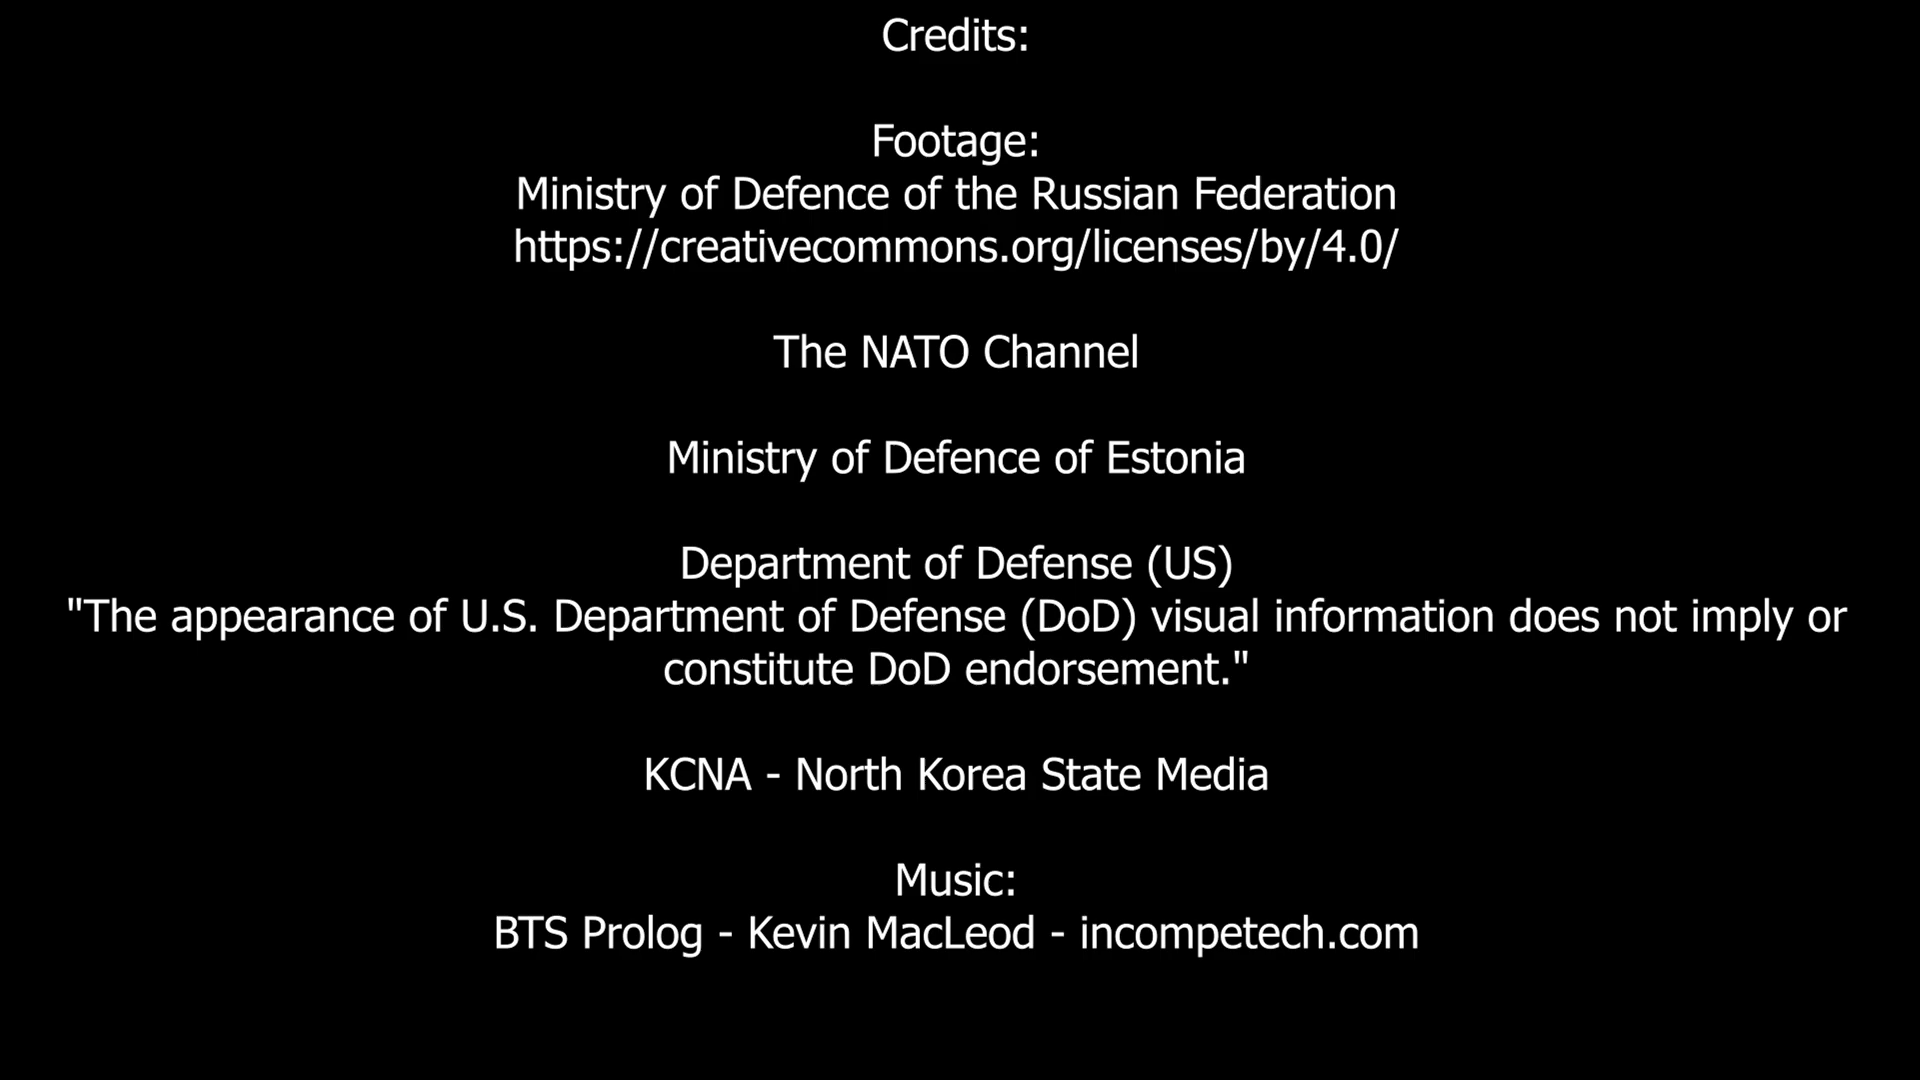 Credits:
Footage:
Ministry of Defence of the Russian Federation
https://creativecommons.org/licenses/by/4.0/
The NATO Channel
Ministry of Defence of Estonia
Department of Defense (US)
"The appearance of U.S. Department of Defense (DoD) visual information does not imply or
constitute DoD endorsement."
KCNA - North Korea State Media
Music:
BTS Prolog - Kevin MacLeod - incompetech.com